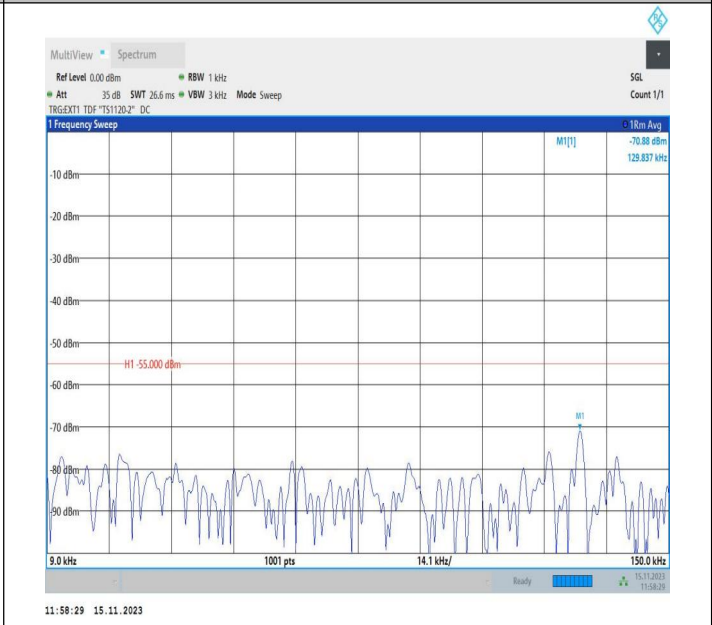 MultiView Spectrum
Ref Level 0.00 dBm RBW 1 kHz SGL
Att 35 dB SWT 26.6 ms VBW 3 kHz Mode Sweep Count 1/1
TRG:EXT1 TDF "TS1120-2" DC
1 Frequency Sweep 1Rm Avg
M1[1] -70.88 dBm
129.837 kHz
-10 dBm
-20 dBm
-30 dBm
-40 dBm
-50 dBm
H1 -55.000 dBm
-60 dBm
M1
-70 dBm
-80 dBm
-90 dBm
9.0 kHz 1001 pts 14.1 kHz/ 150.0 kHz
Ready 15.11.2023
11:58:29
11:58:29 15.11.2023